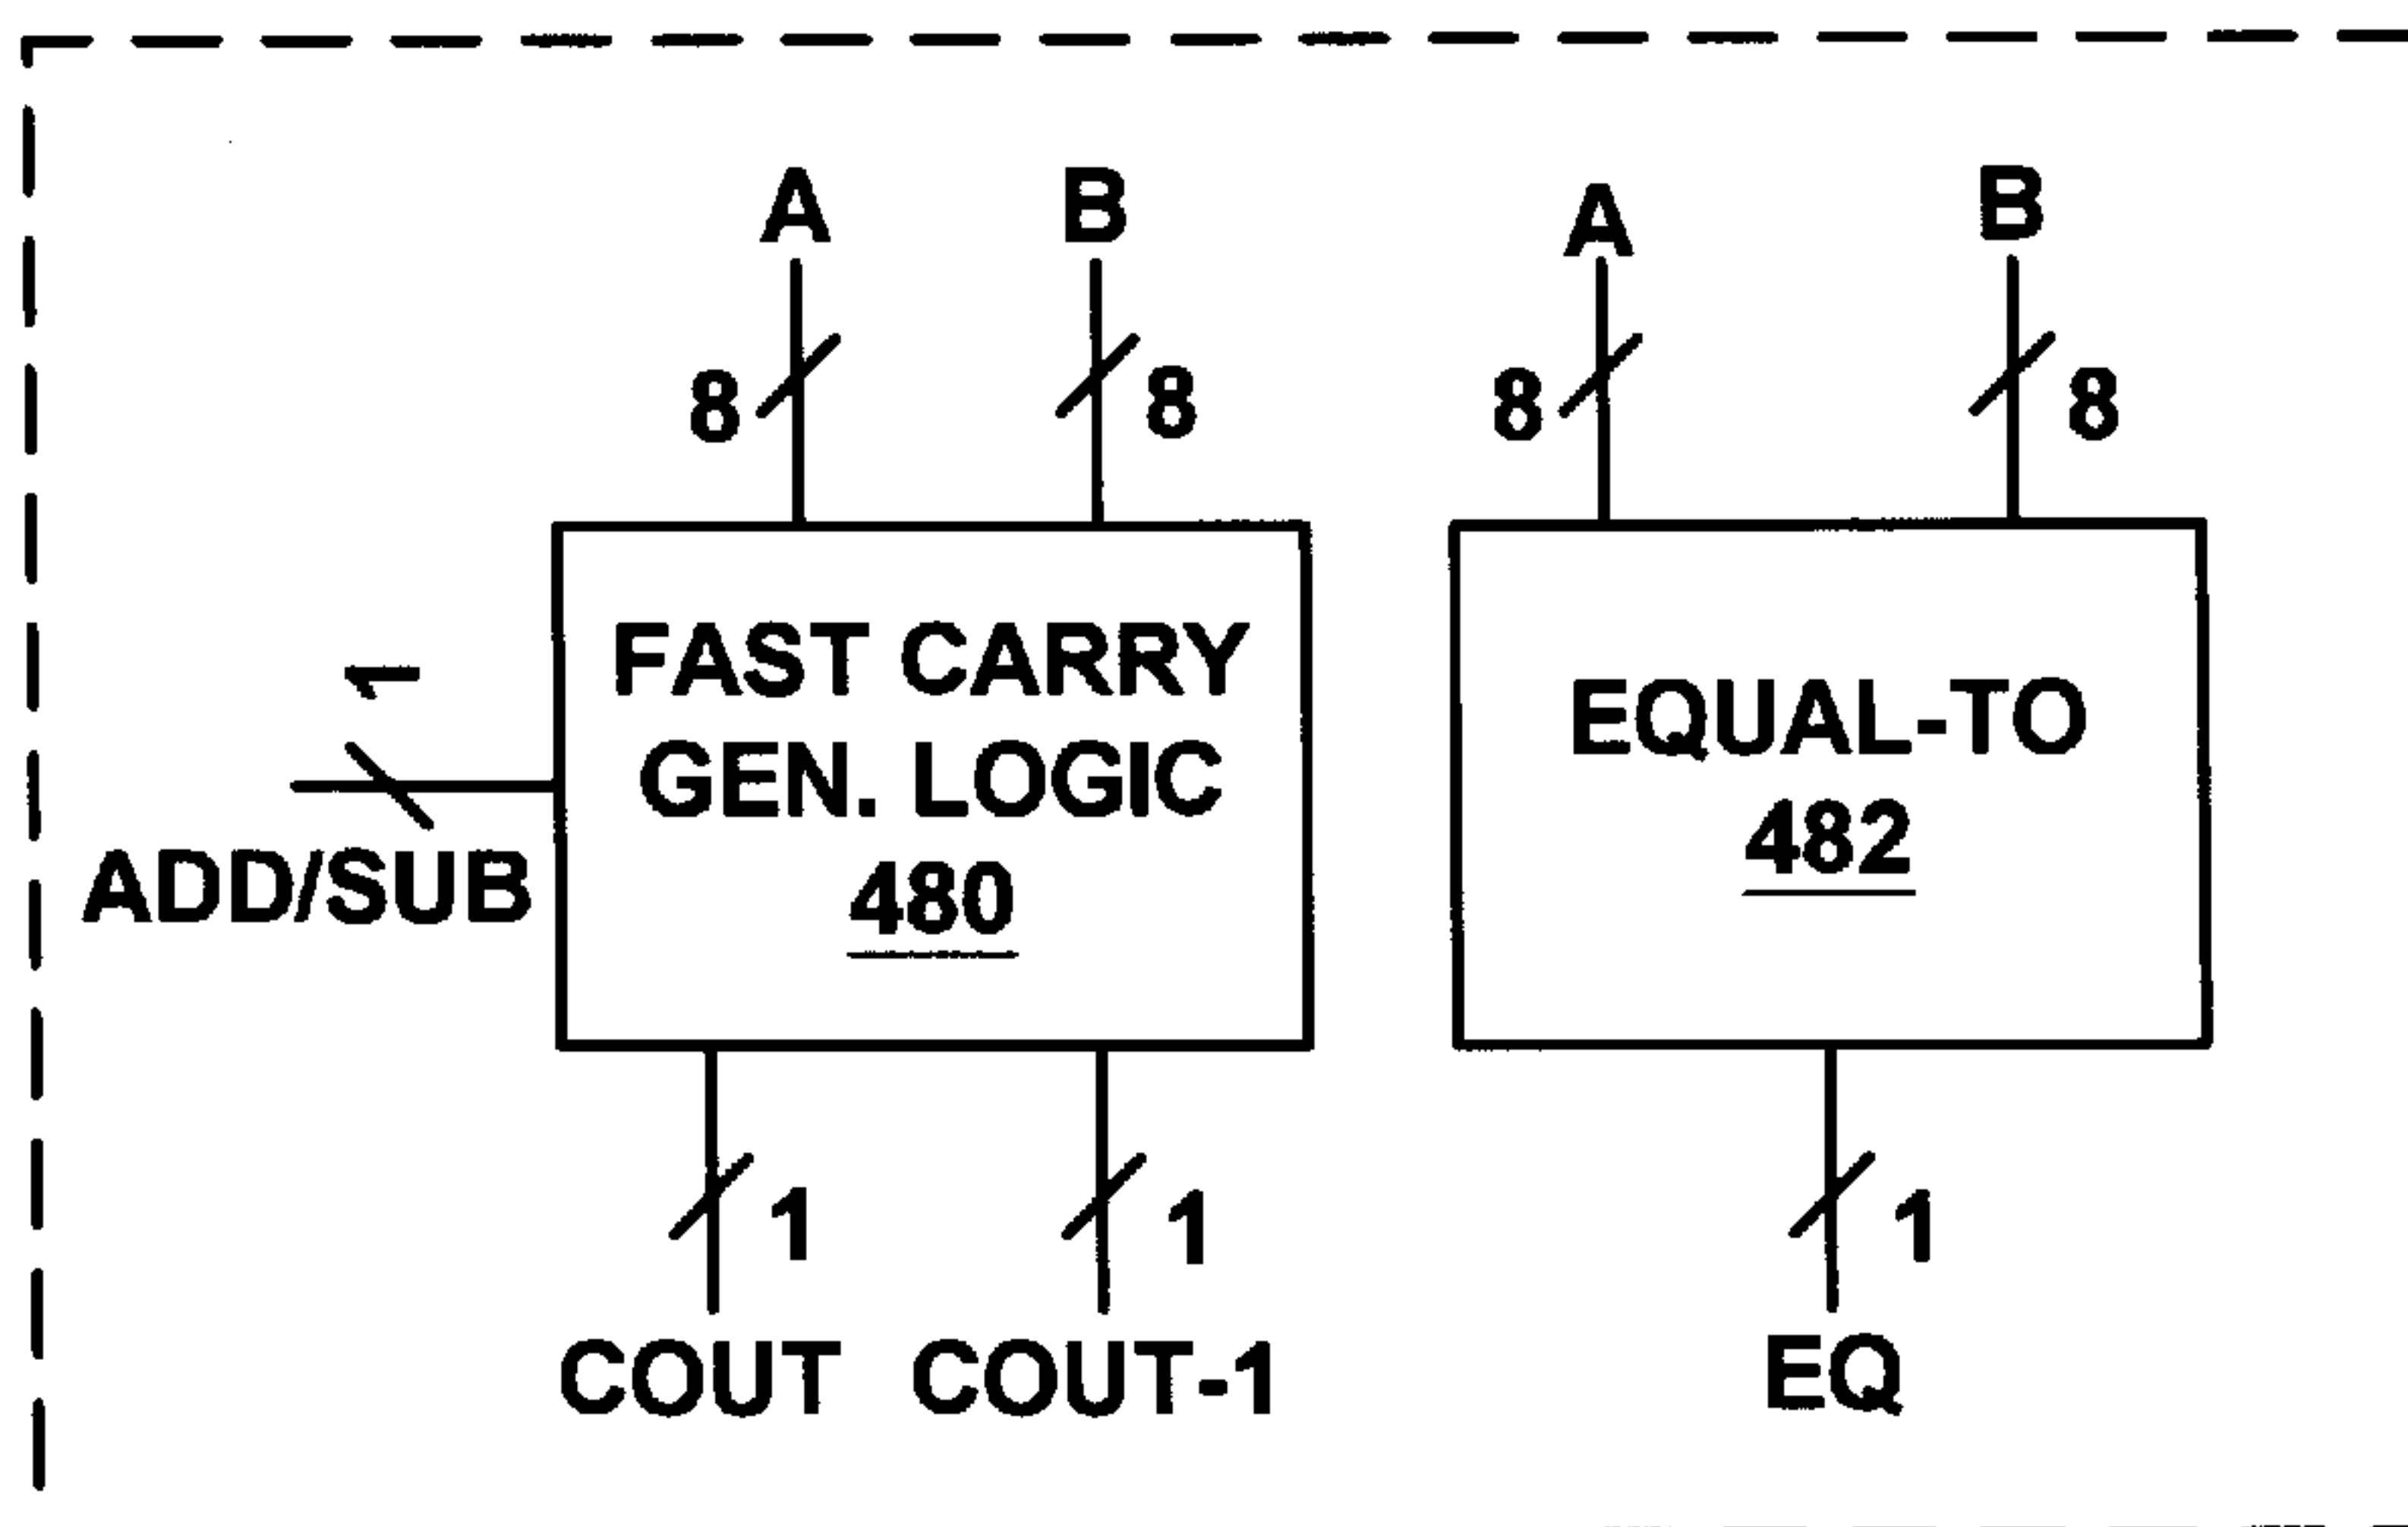 A B A B
8 8 8 8
FAST CARRY
GEN. LOGIC
480
1
ADD/SUB
EQUAL-TO
482
1 1 1
COUT COUT-1 EQ